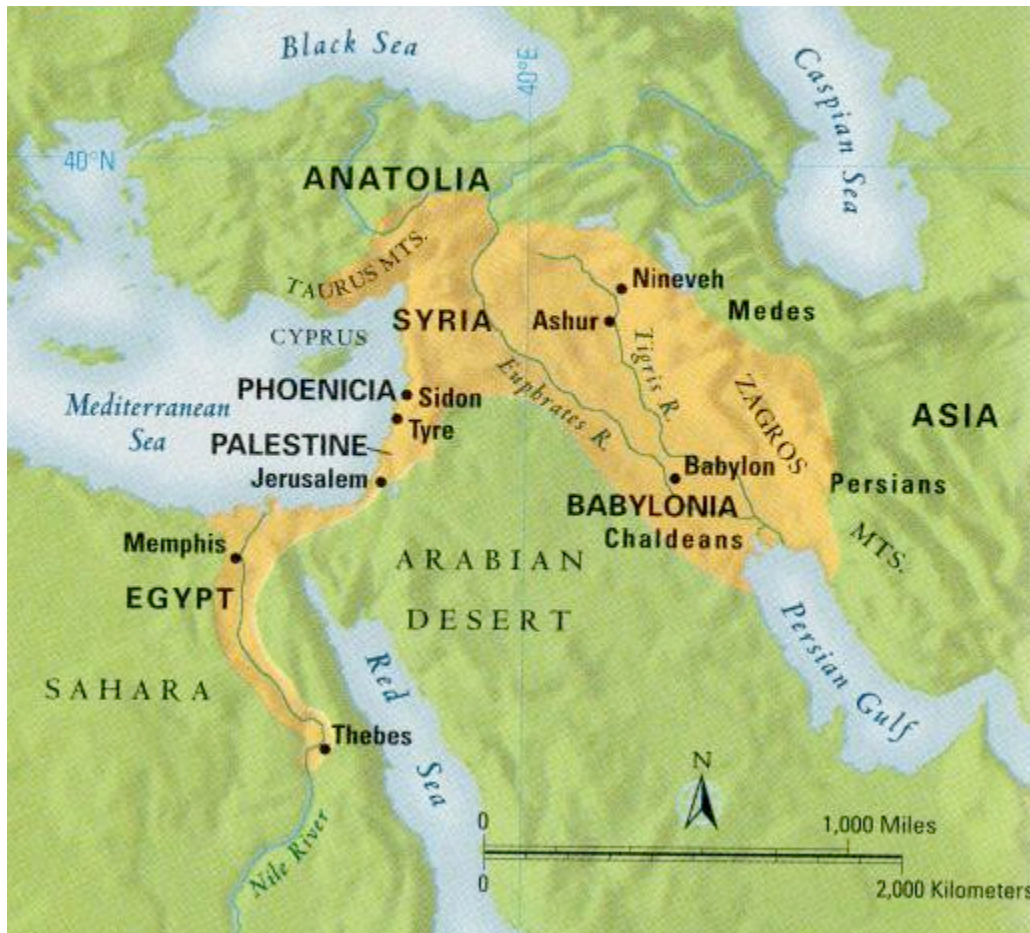 Black Sea
40°E
Caspian Sea
40°N
ANATOLIA
TAURUS MTS.
Nineveh
Medes
CYPRUS
SYRIA
Ashur
Tigris R.
PHOENICIA
Sidon
Euphrates R.
ZAGROS
ASIA
Mediterranean
Sea
Tyre
PALESTINE
Jerusalem
Babylon
Persians
BABYLONIA
Chaldeans
MTS.
Memphis
ARABIAN
DESERT
EGYPT
Persian Gulf
Red Sea
SAHARA
Thebes
N
0
1,000 Miles
0
2,000 Kilometers
Nile River